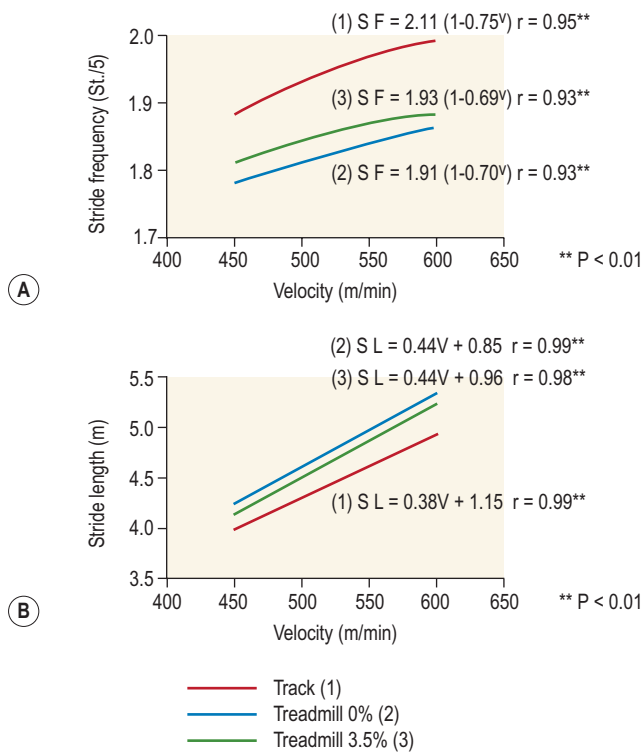 (1) S F = 2.11 (1-0.75ᵛ) r = 0.95**
2.0
1.9
1.8
1.7
Stride frequency (St./5)
(3) S F = 1.93 (1-0.69ᵛ) r = 0.93**
(2) S F = 1.91 (1-0.70ᵛ) r = 0.93**
400 450 500 550 600 650
** P < 0.01
Velocity (m/min)
A
(2) S L = 0.44V + 0.85 r = 0.99**
(3) S L = 0.44V + 0.96 r = 0.98**
5.5
5.0
4.5
4.0
3.5
Stride length (m)
(1) S L = 0.38V + 1.15 r = 0.99**
400 450 500 550 600 650
** P < 0.01
Velocity (m/min)
B
Track (1)
Treadmill 0% (2)
Treadmill 3.5% (3)